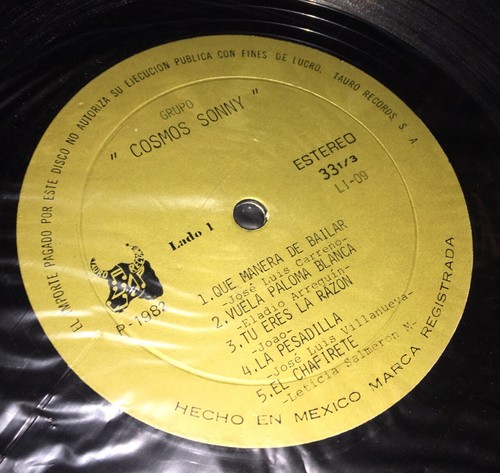 EL IMPORTE PAGADO POR ESTE DISCO NO AUTORIZA SU EJECUCION PUBLICA CON FINES DE LUCRO. TAURO RECORDS, S. A.
GRUPO
" COSMOS SONNY "
ESTEREO
33 1/3
LI-09
Lado 1
P-1982
1.QUE MANERA DE BAILAR
-José Luis Carreño-
2.VUELA PALOMA BLANCA
-Eladio Arreguín-
3.TU ERES LA RAZON
-Joao-
4.LA PESADILLA
-José Luis Villanueva-
5.EL CHAFIRETE
-Leticia Salmerón M-
HECHO EN MEXICO MARCA REGISTRADA